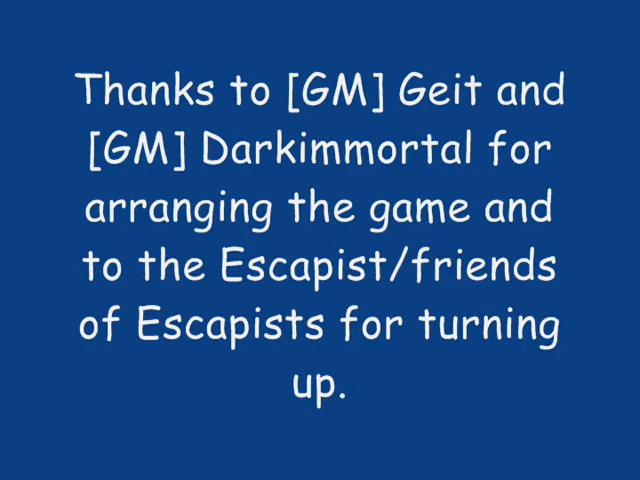 Thanks to [GM] Geit and
[GM] Darkimmortal for
arranging the game and
to the Escapist/friends
of Escapists for turning
up.